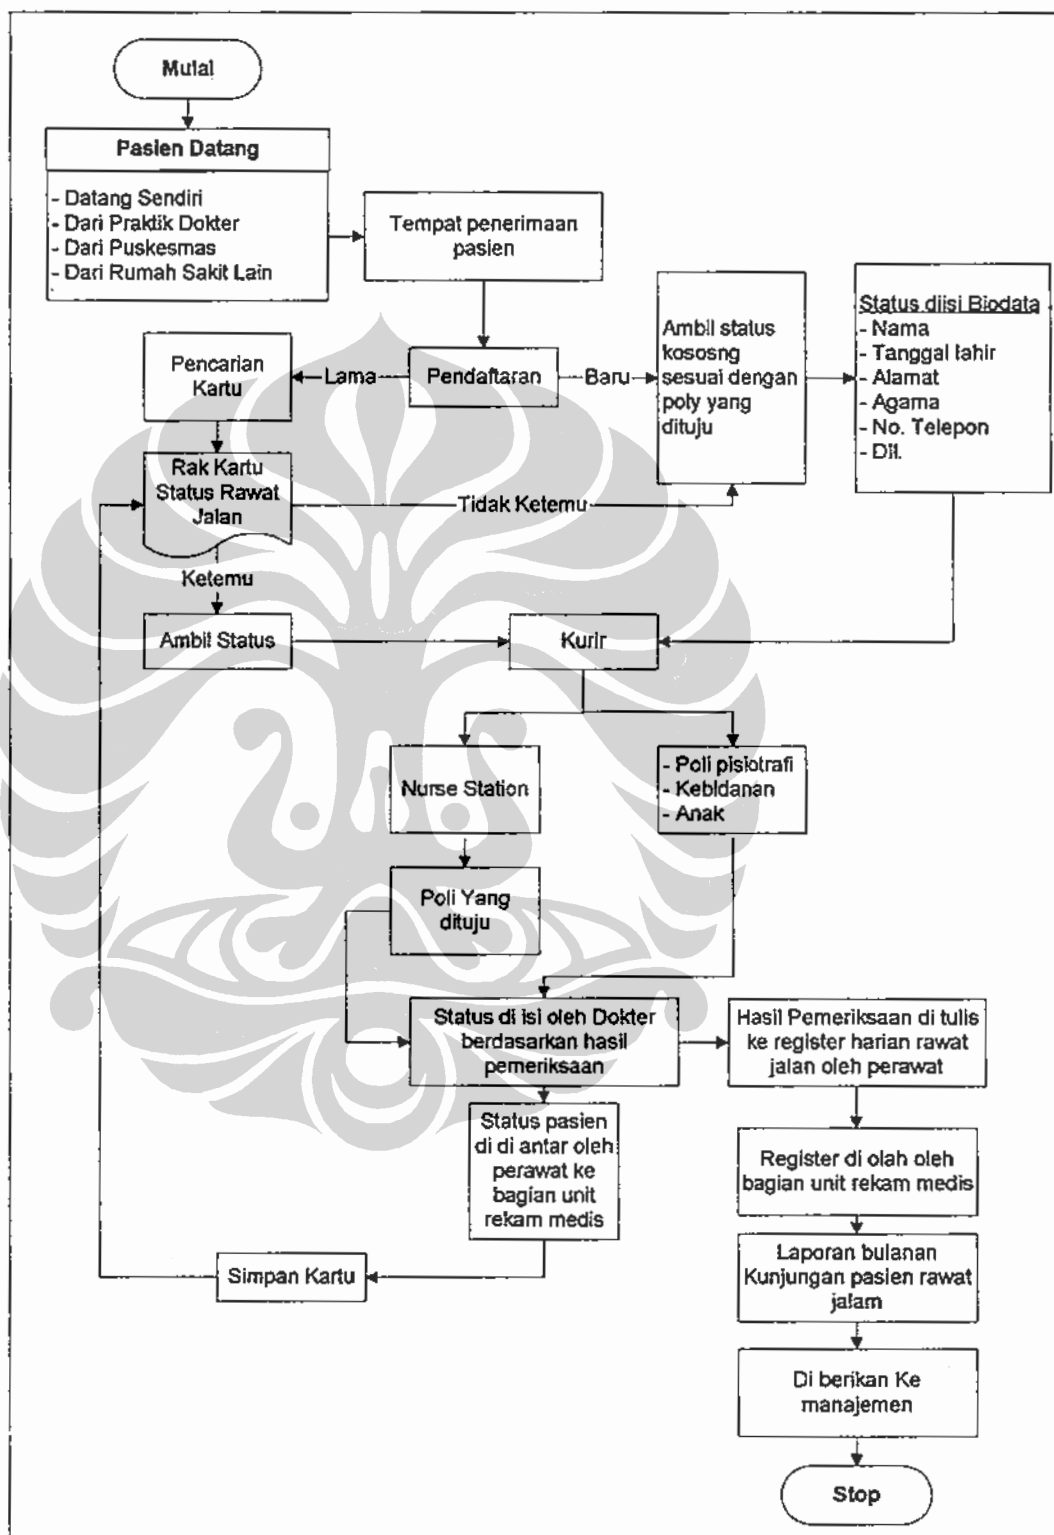 Mulai
Pasien Datang
- Datang Sendiri
- Dari Praktik Dokter
- Dari Puskesmas
- Dari Rumah Sakit Lain
Tempat penerimaan
pasien
Pencarian
Kartu
Lama
Pendaftaran
Baru
Ambil status
kososng
sesuai dengan
poly yang
dituju
Status diisi Biodata
- Nama
- Tanggal lahir
- Alamat
- Agama
- No. Telepon
- Dll.
Rak Kartu
Status Rawat
Jalan
Tidak Ketemu
Ketemu
Ambil Status
Kurir
Nurse Station
- Poli pisiotrafi
- Kebidanan
- Anak
Poli Yang
dituju
Status di isi oleh Dokter
berdasarkan hasil
pemeriksaan
Hasil Pemeriksaan di tulis
ke register harian rawat
jalan oleh perawat
Status pasien
di di antar oleh
perawat ke
bagian unit
rekam medis
Register di olah oleh
bagian unit rekam medis
Simpan Kartu
Laporan bulanan
Kunjungan pasien rawat
jalam
Di berikan Ke
manajemen
Stop